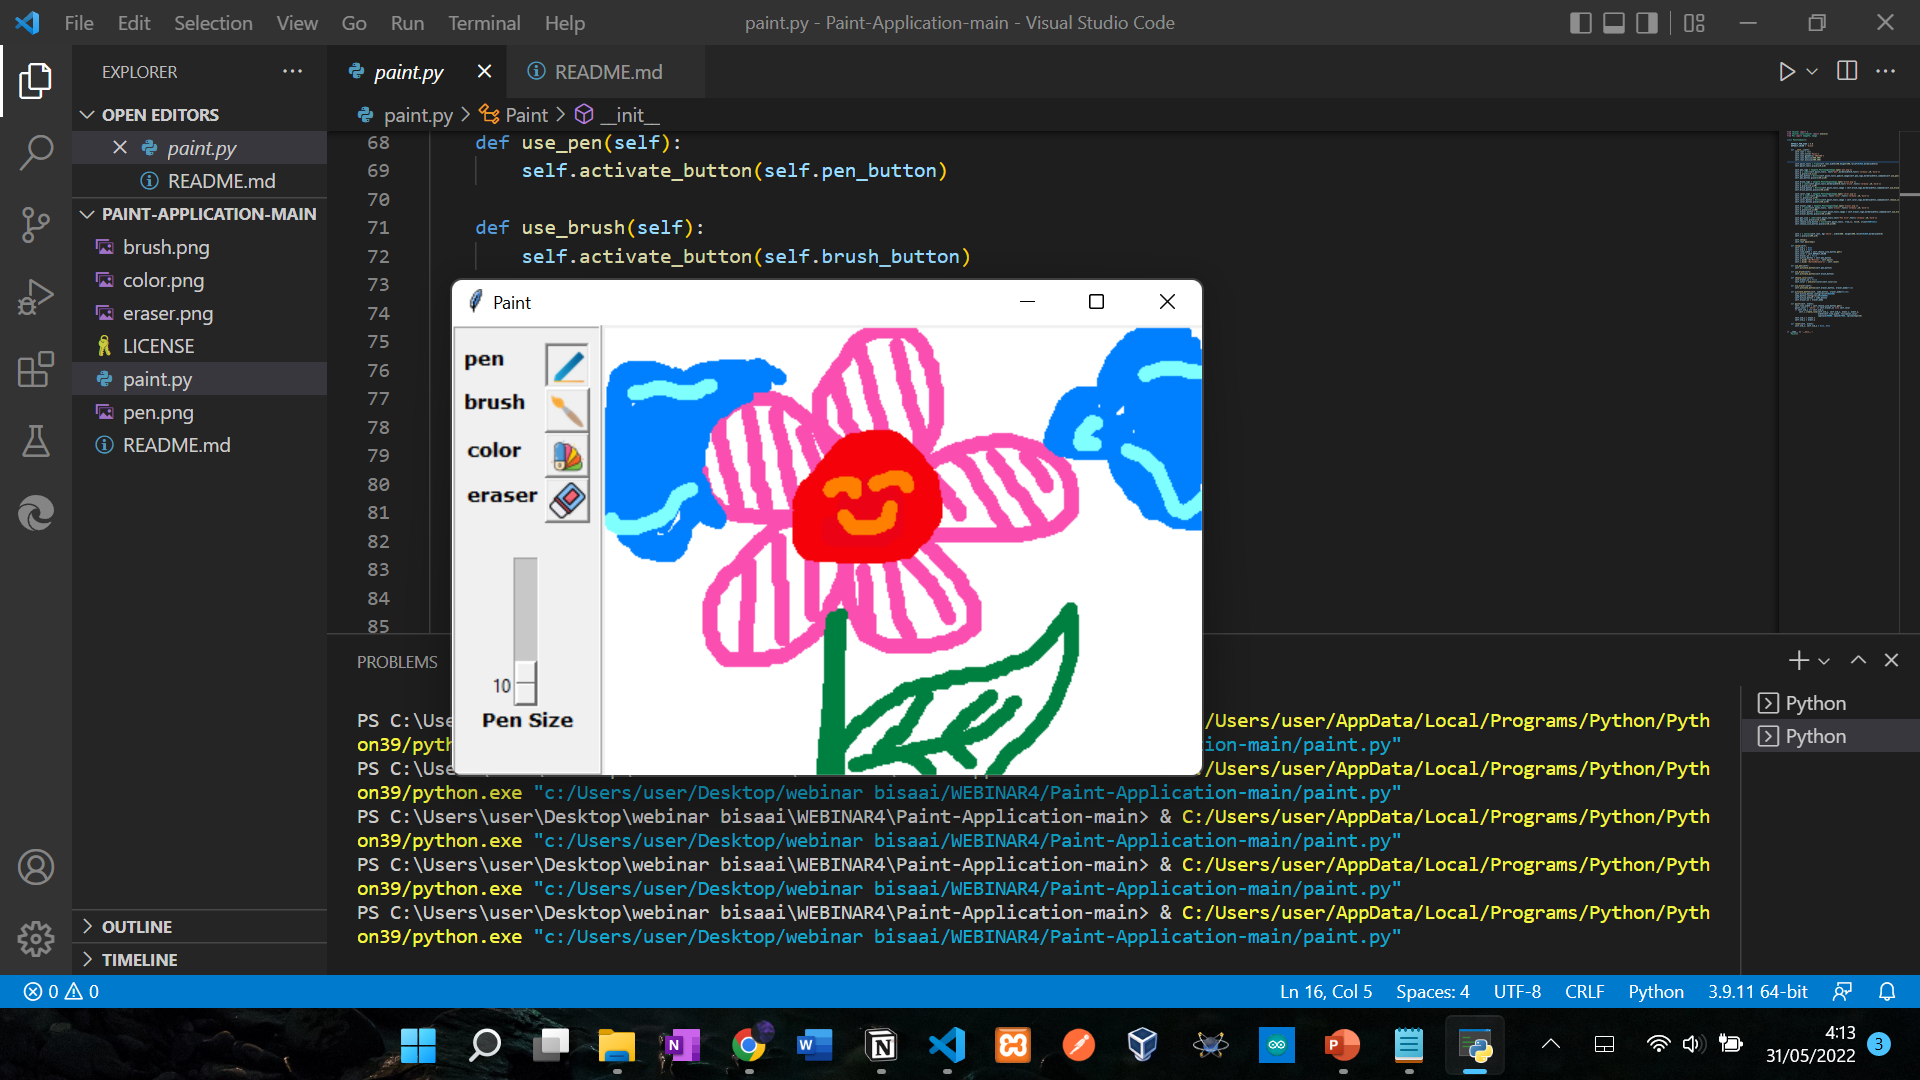 File Edit Selection View Go Run Terminal Help
paint.py - Paint-Application-main - Visual Studio Code
EXPLORER
OPEN EDITORS
paint.py
README.md
PAINT-APPLICATION-MAIN
brush.png
color.png
eraser.png
LICENSE
paint.py
pen.png
README.md
OUTLINE
TIMELINE
paint.py
README.md
paint.py > Paint > __init__
68 def use_pen(self):
69 self.activate_button(self.pen_button)
70
71 def use_brush(self):
72 self.activate_button(self.brush_button)
73
74
75
76
77
78
79
80
81
82
83
84
85
Paint
pen
brush
color
eraser
10
Pen Size
PROBLEMS
PS C:\Use /Users/user/AppData/Local/Programs/Python/Pyth
on39/pyth ion-main/paint.py"
PS C:\Use /Users/user/AppData/Local/Programs/Python/Pyth
on39/python.exe "c:/Users/user/Desktop/webinar bisaai/WEBINAR4/Paint-Application-main/paint.py"
PS C:\Users\user\Desktop\webinar bisaai\WEBINAR4\Paint-Application-main> & C:/Users/user/AppData/Local/Programs/Python/Pyth
on39/python.exe "c:/Users/user/Desktop/webinar bisaai/WEBINAR4/Paint-Application-main/paint.py"
PS C:\Users\user\Desktop\webinar bisaai\WEBINAR4\Paint-Application-main> & C:/Users/user/AppData/Local/Programs/Python/Pyth
on39/python.exe "c:/Users/user/Desktop/webinar bisaai/WEBINAR4/Paint-Application-main/paint.py"
PS C:\Users\user\Desktop\webinar bisaai\WEBINAR4\Paint-Application-main> & C:/Users/user/AppData/Local/Programs/Python/Pyth
on39/python.exe "c:/Users/user/Desktop/webinar bisaai/WEBINAR4/Paint-Application-main/paint.py"
Python
Python
0 0
Ln 16, Col 5 Spaces: 4 UTF-8 CRLF Python 3.9.11 64-bit
4:13
31/05/2022
3